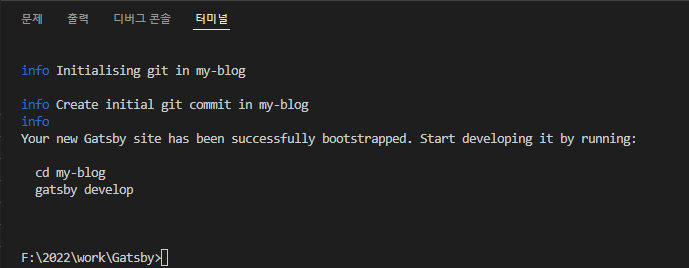 문제 출력 디버그 콘솔 터미널
info Initialising git in my-blog
info Create initial git commit in my-blog
info
Your new Gatsby site has been successfully bootstrapped. Start developing it by running:
cd my-blog
gatsby develop
F:\2022\work\Gatsby>